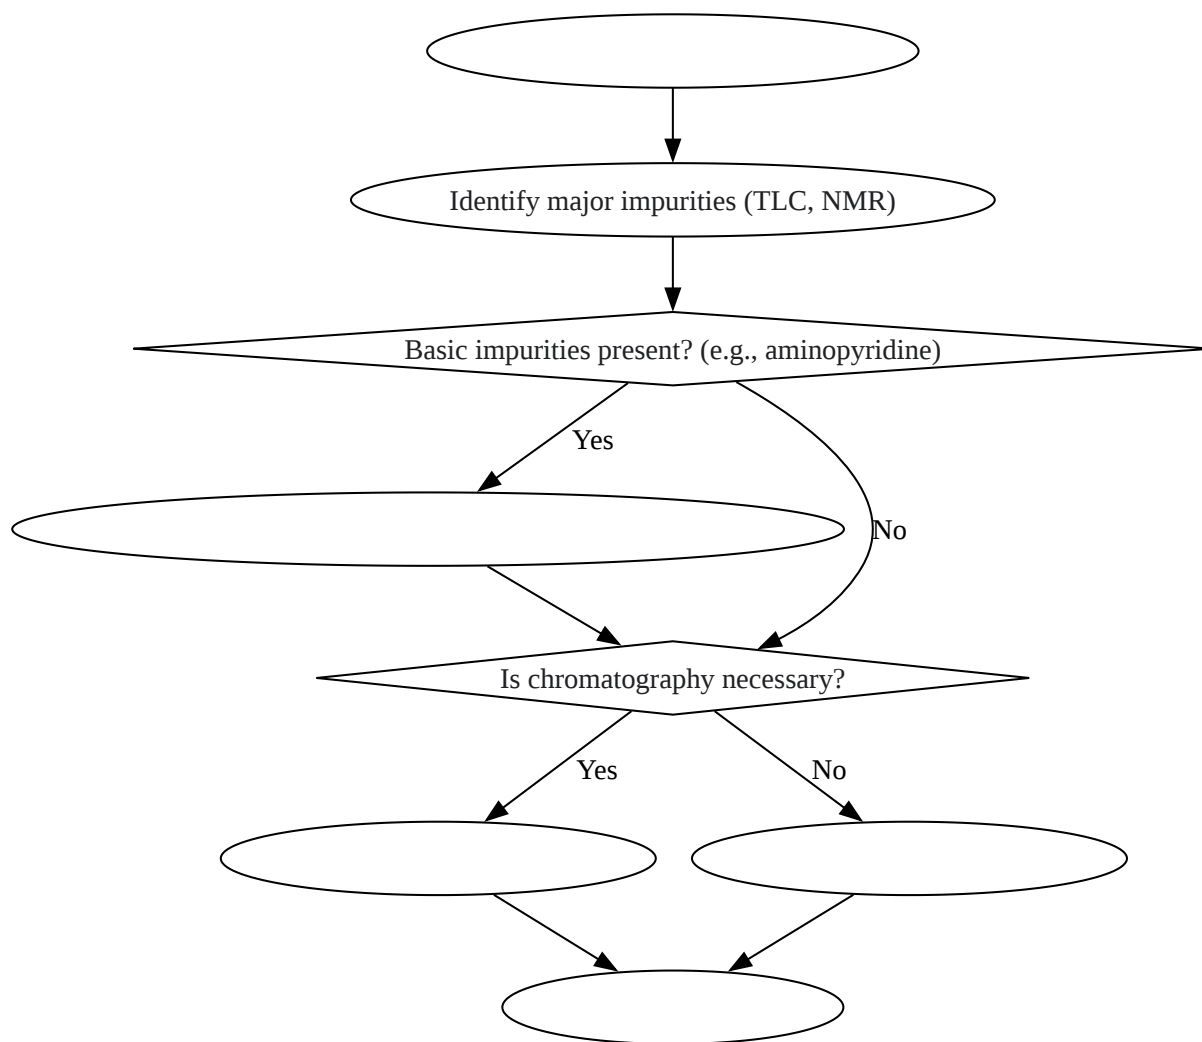 Identify major impurities (TLC, NMR)
Basic impurities present? (e.g., aminopyridine)
Yes
No
Is chromatography necessary?
Yes
No